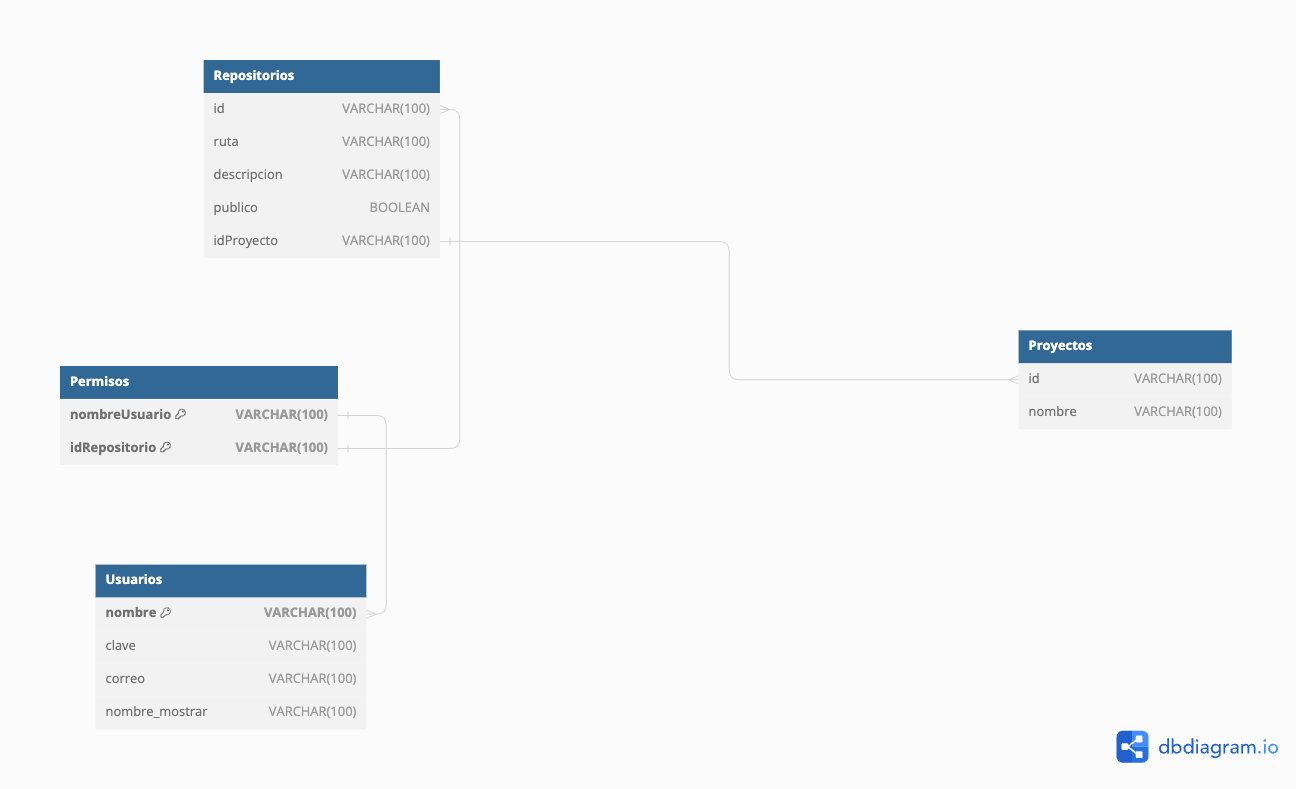 Repositorios
id VARCHAR(100)
ruta VARCHAR(100)
descripcion VARCHAR(100)
publico BOOLEAN
idProyecto VARCHAR(100)
Proyectos
id VARCHAR(100)
nombre VARCHAR(100)
Permisos
nombreUsuario VARCHAR(100)
idRepositorio VARCHAR(100)
Usuarios
nombre VARCHAR(100)
clave VARCHAR(100)
correo VARCHAR(100)
nombre_mostrar VARCHAR(100)
dbdiagram.io